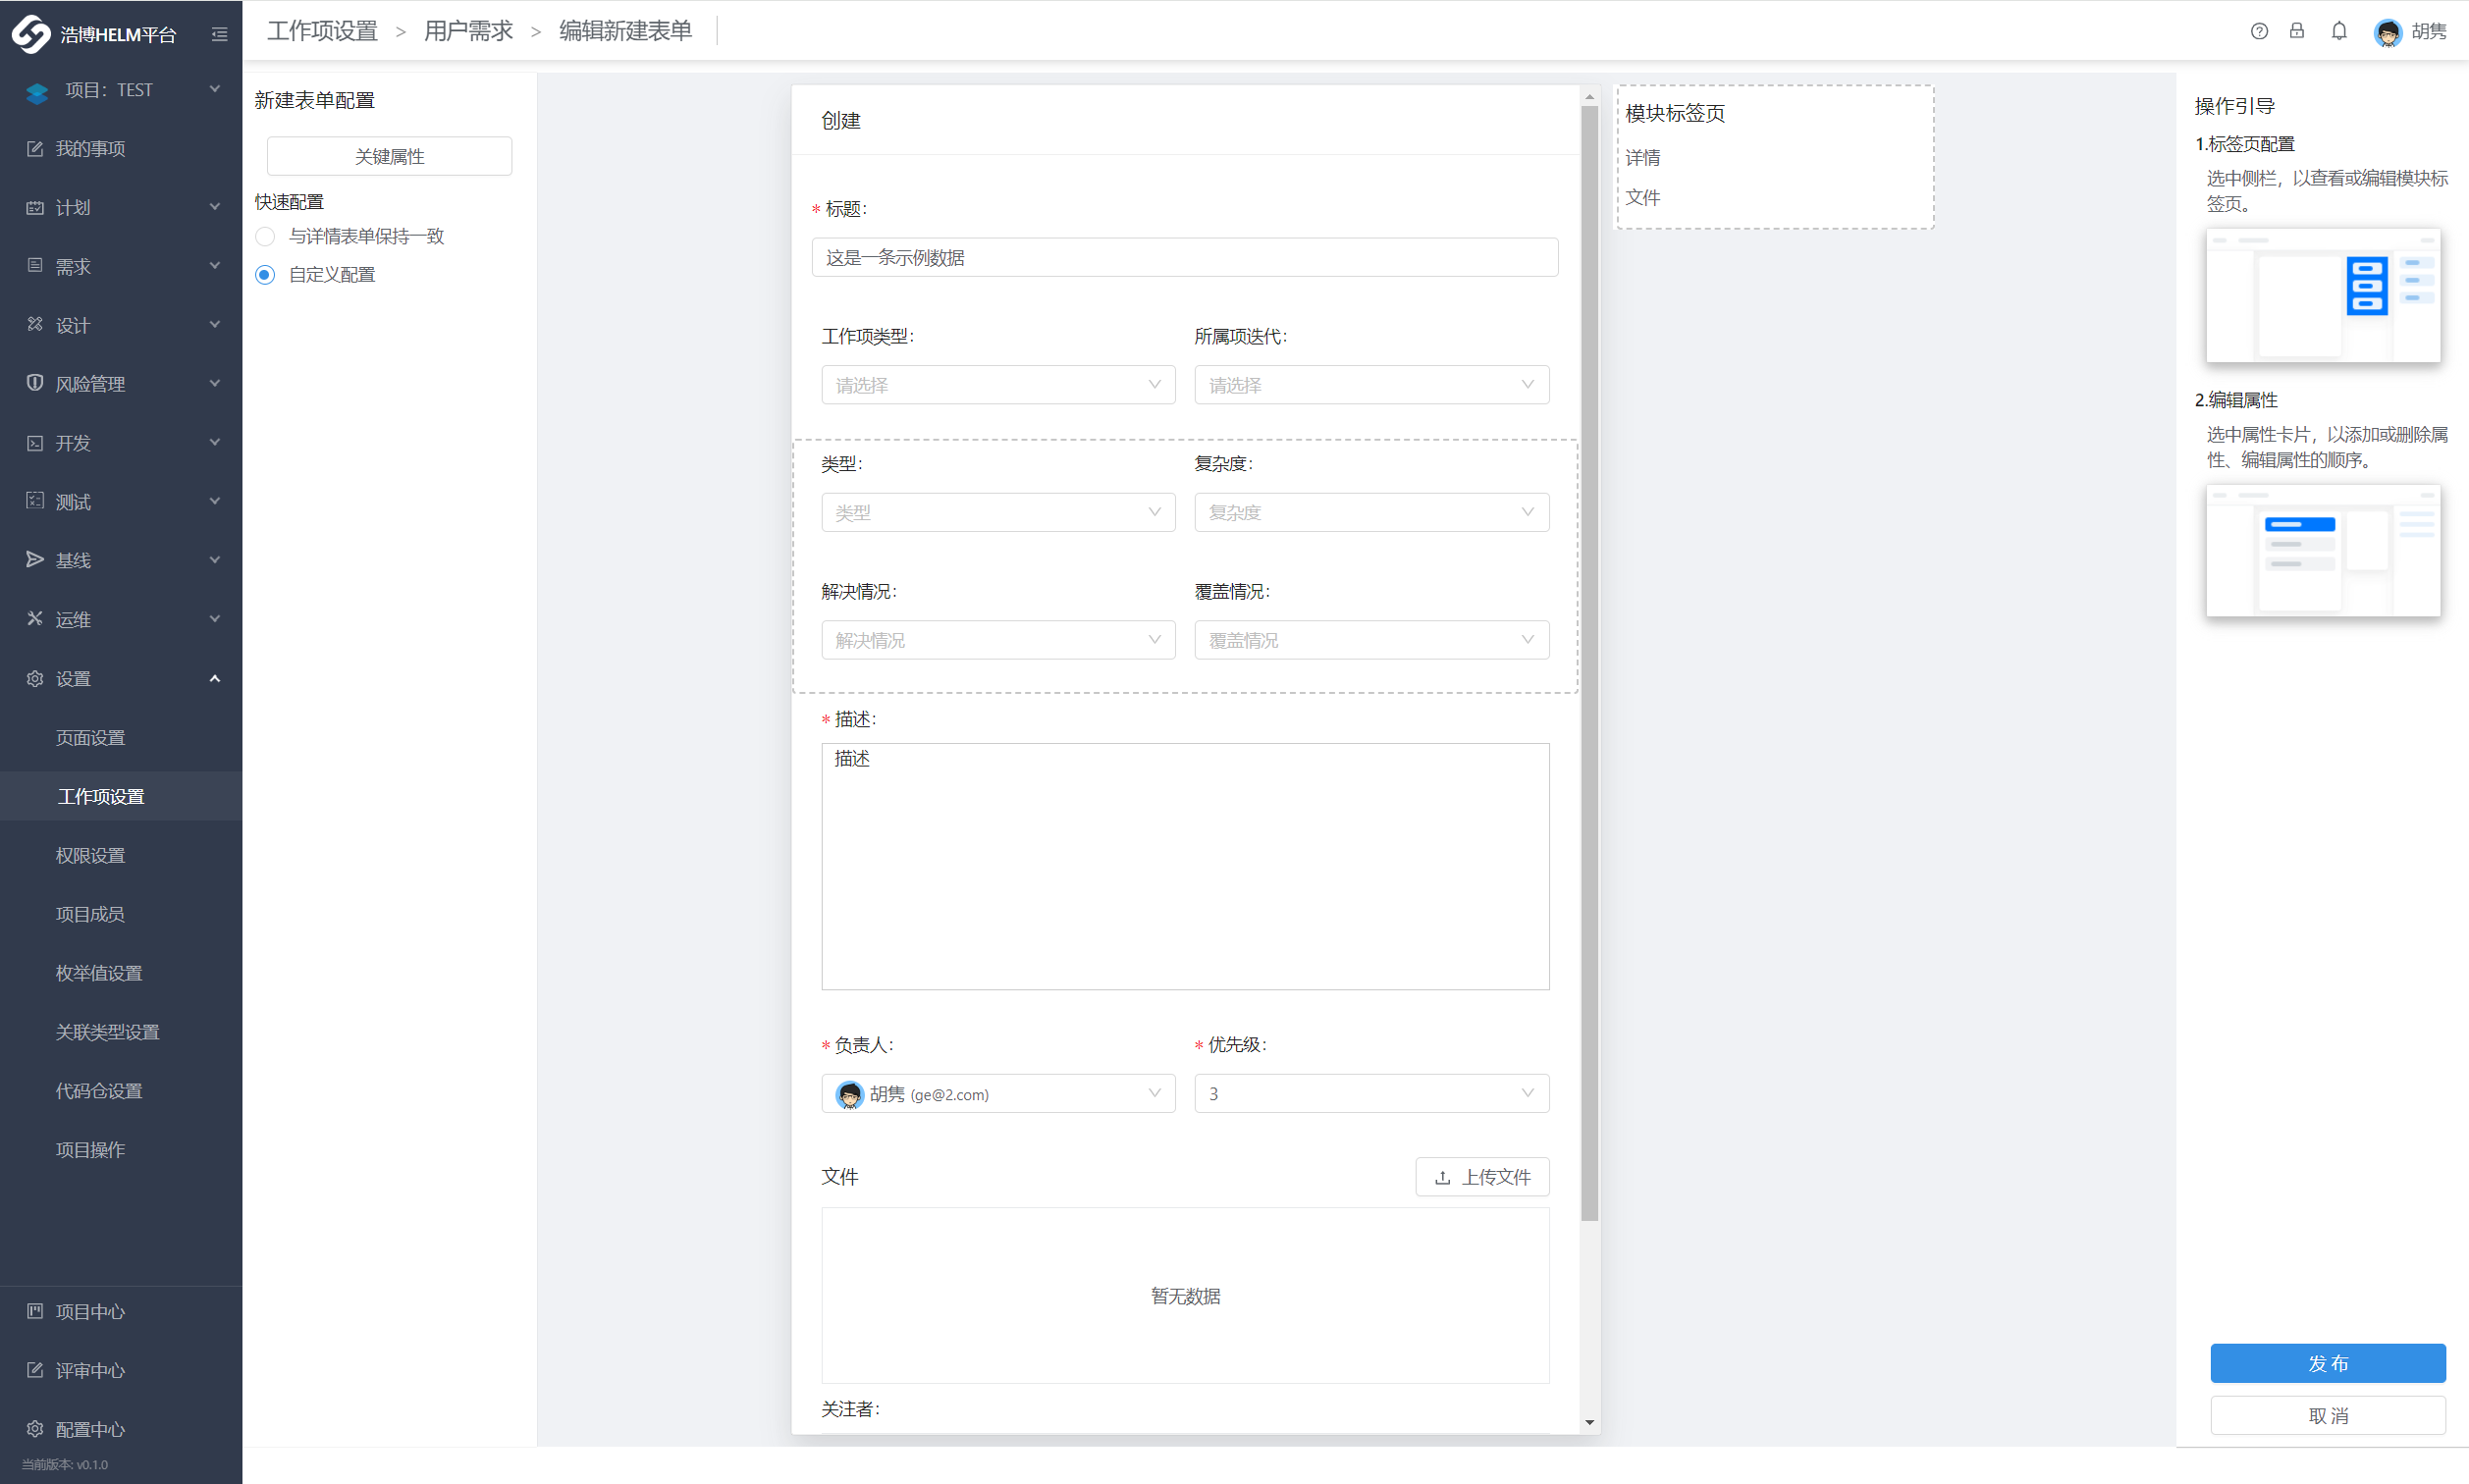 浩博HELM平台
项目：TEST
我的事项
计划
需求
设计
风险管理
开发
测试
基线
运维
设置
页面设置
工作项设置
权限设置
项目成员
枚举值设置
关联类型设置
代码仓设置
项目操作
项目中心
评审中心
配置中心
当前版本: v0.1.0
工作项设置 > 用户需求 > 编辑新建表单
胡隽
新建表单配置
关键属性
快速配置
与详情表单保持一致
自定义配置
创建
* 标题：
这是一条示例数据
工作项类型： 所属项迭代：
请选择 请选择
类型： 复杂度：
类型 复杂度
解决情况： 覆盖情况：
解决情况 覆盖情况
* 描述：
描述
* 负责人： * 优先级：
胡隽 (ge@2.com) 3
文件 上传文件
暂无数据
关注者：
模块标签页
详情
文件
操作引导
1.标签页配置
选中侧栏，以查看或编辑模块标
签页。
2.编辑属性
选中属性卡片，以添加或删除属
性、编辑属性的顺序。
发布
取消